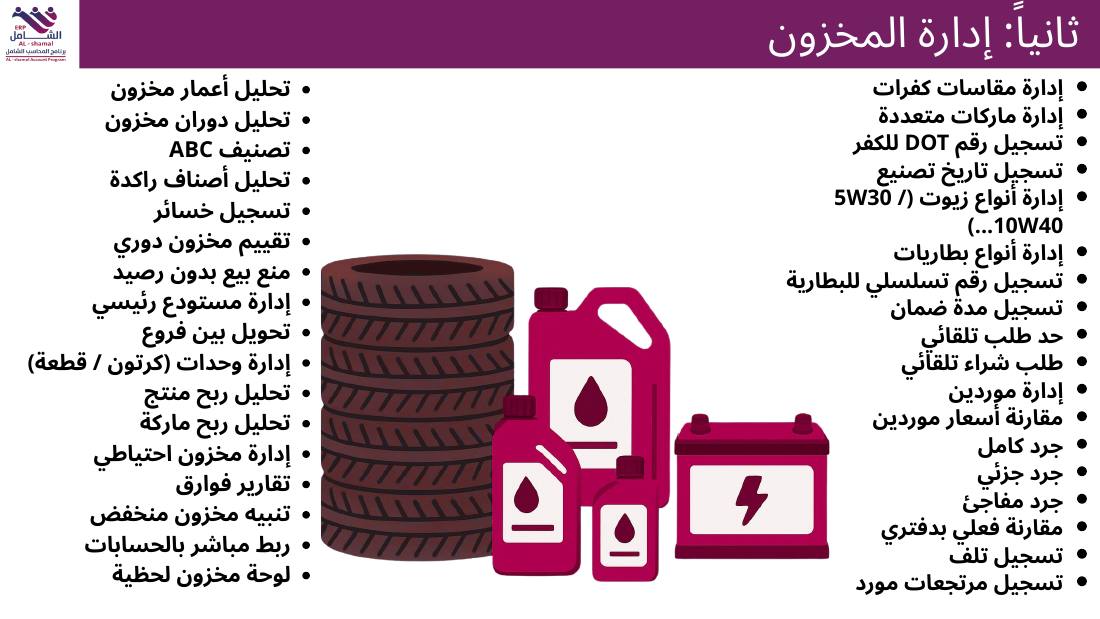 ثانياً: إدارة المخزون
ERP
الشامل
AL - shamal
برنامج المحاسب الشامل
AL - shamal Account Program
• إدارة مقاسات كفرات
• إدارة ماركات متعددة
• تسجيل رقم DOT للكفر
• تسجيل تاريخ تصنيع
• إدارة أنواع زيوت (5W30 /
10W40...)
• إدارة أنواع بطاريات
• تسجيل رقم تسلسلي للبطارية
• تسجيل مدة ضمان
• حد طلب تلقائي
• طلب شراء تلقائي
• إدارة موردين
• مقارنة أسعار موردين
• جرد كامل
• جرد جزئي
• جرد مفاجئ
• مقارنة فعلي بدفتري
• تسجيل تلف
• تسجيل مرتجعات مورد
• تحليل أعمار مخزون
• تحليل دوران مخزون
• تصنيف ABC
• تحليل أصناف راكدة
• تسجيل خسائر
• تقييم مخزون دوري
• منع بيع بدون رصيد
• إدارة مستودع رئيسي
• تحويل بين فروع
• إدارة وحدات (كرتون / قطعة)
• تحليل ربح منتج
• تحليل ربح ماركة
• إدارة مخزون احتياطي
• تقارير فوارق
• تنبيه مخزون منخفض
• ربط مباشر بالحسابات
• لوحة مخزون لحظية